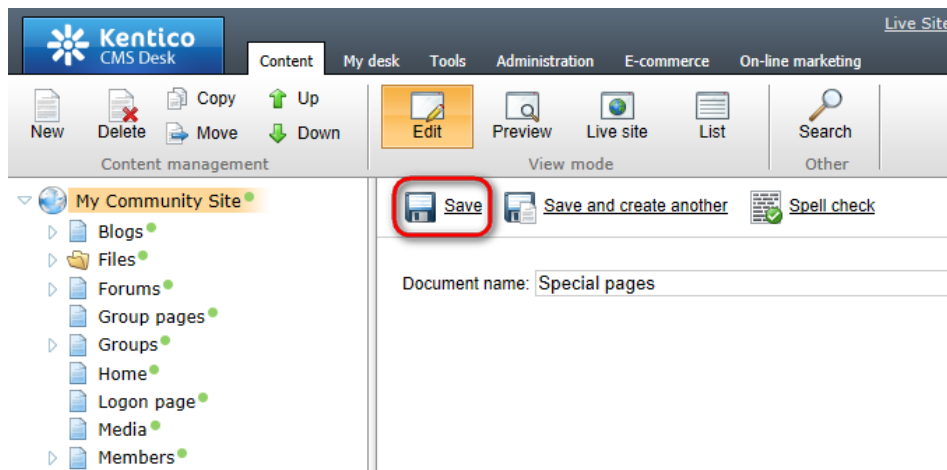 Live Site
Kentico
CMS Desk
Content My desk Tools Administration E-commerce On-line marketing
Copy Up
New Delete Move Down Edit Preview Live site List Search
Content management View mode Other
My Community Site
Save Save and create another Spell check
Blogs
Files
Document name: Special pages
Forums
Group pages
Groups
Home
Logon page
Media
Members